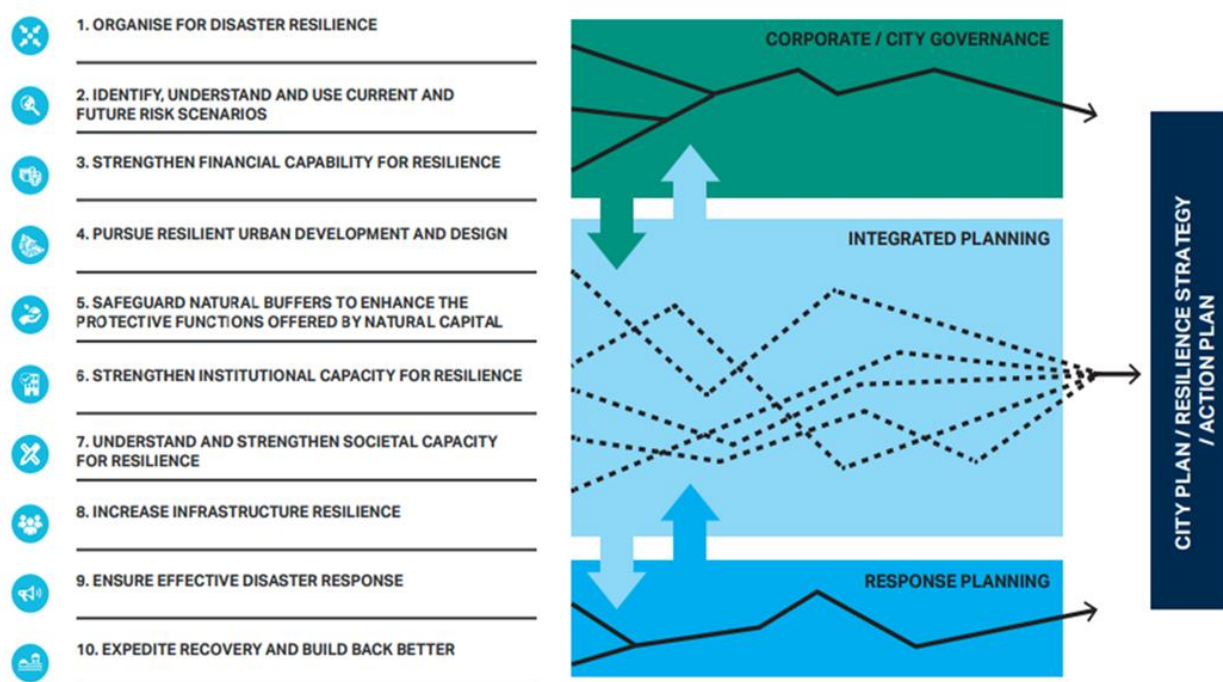 1. ORGANISE FOR DISASTER RESILIENCE
2. IDENTIFY, UNDERSTAND AND USE CURRENT AND
FUTURE RISK SCENARIOS
3. STRENGTHEN FINANCIAL CAPABILITY FOR RESILIENCE
4. PURSUE RESILIENT URBAN DEVELOPMENT AND DESIGN
5. SAFEGUARD NATURAL BUFFERS TO ENHANCE THE
PROTECTIVE FUNCTIONS OFFERED BY NATURAL CAPITAL
6. STRENGTHEN INSTITUTIONAL CAPACITY FOR RESILIENCE
7. UNDERSTAND AND STRENGTHEN SOCIETAL CAPACITY
FOR RESILIENCE
8. INCREASE INFRASTRUCTURE RESILIENCE
9. ENSURE EFFECTIVE DISASTER RESPONSE
10. EXPEDITE RECOVERY AND BUILD BACK BETTER
CORPORATE / CITY GOVERNANCE
INTEGRATED PLANNING
RESPONSE PLANNING
CITY PLAN / RESILIENCE STRATEGY
/ ACTION PLAN